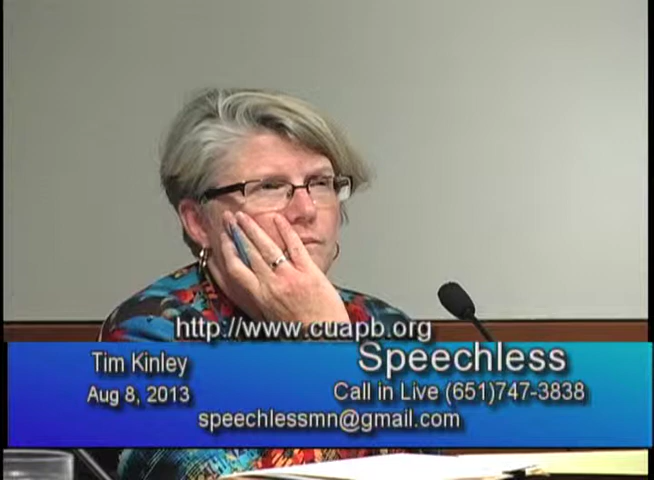 http://www.cuapb.org
Tim Kinley
Speechless
Aug 8, 2013
Call in Live (651)747-3838
speechlessmn@gmail.com